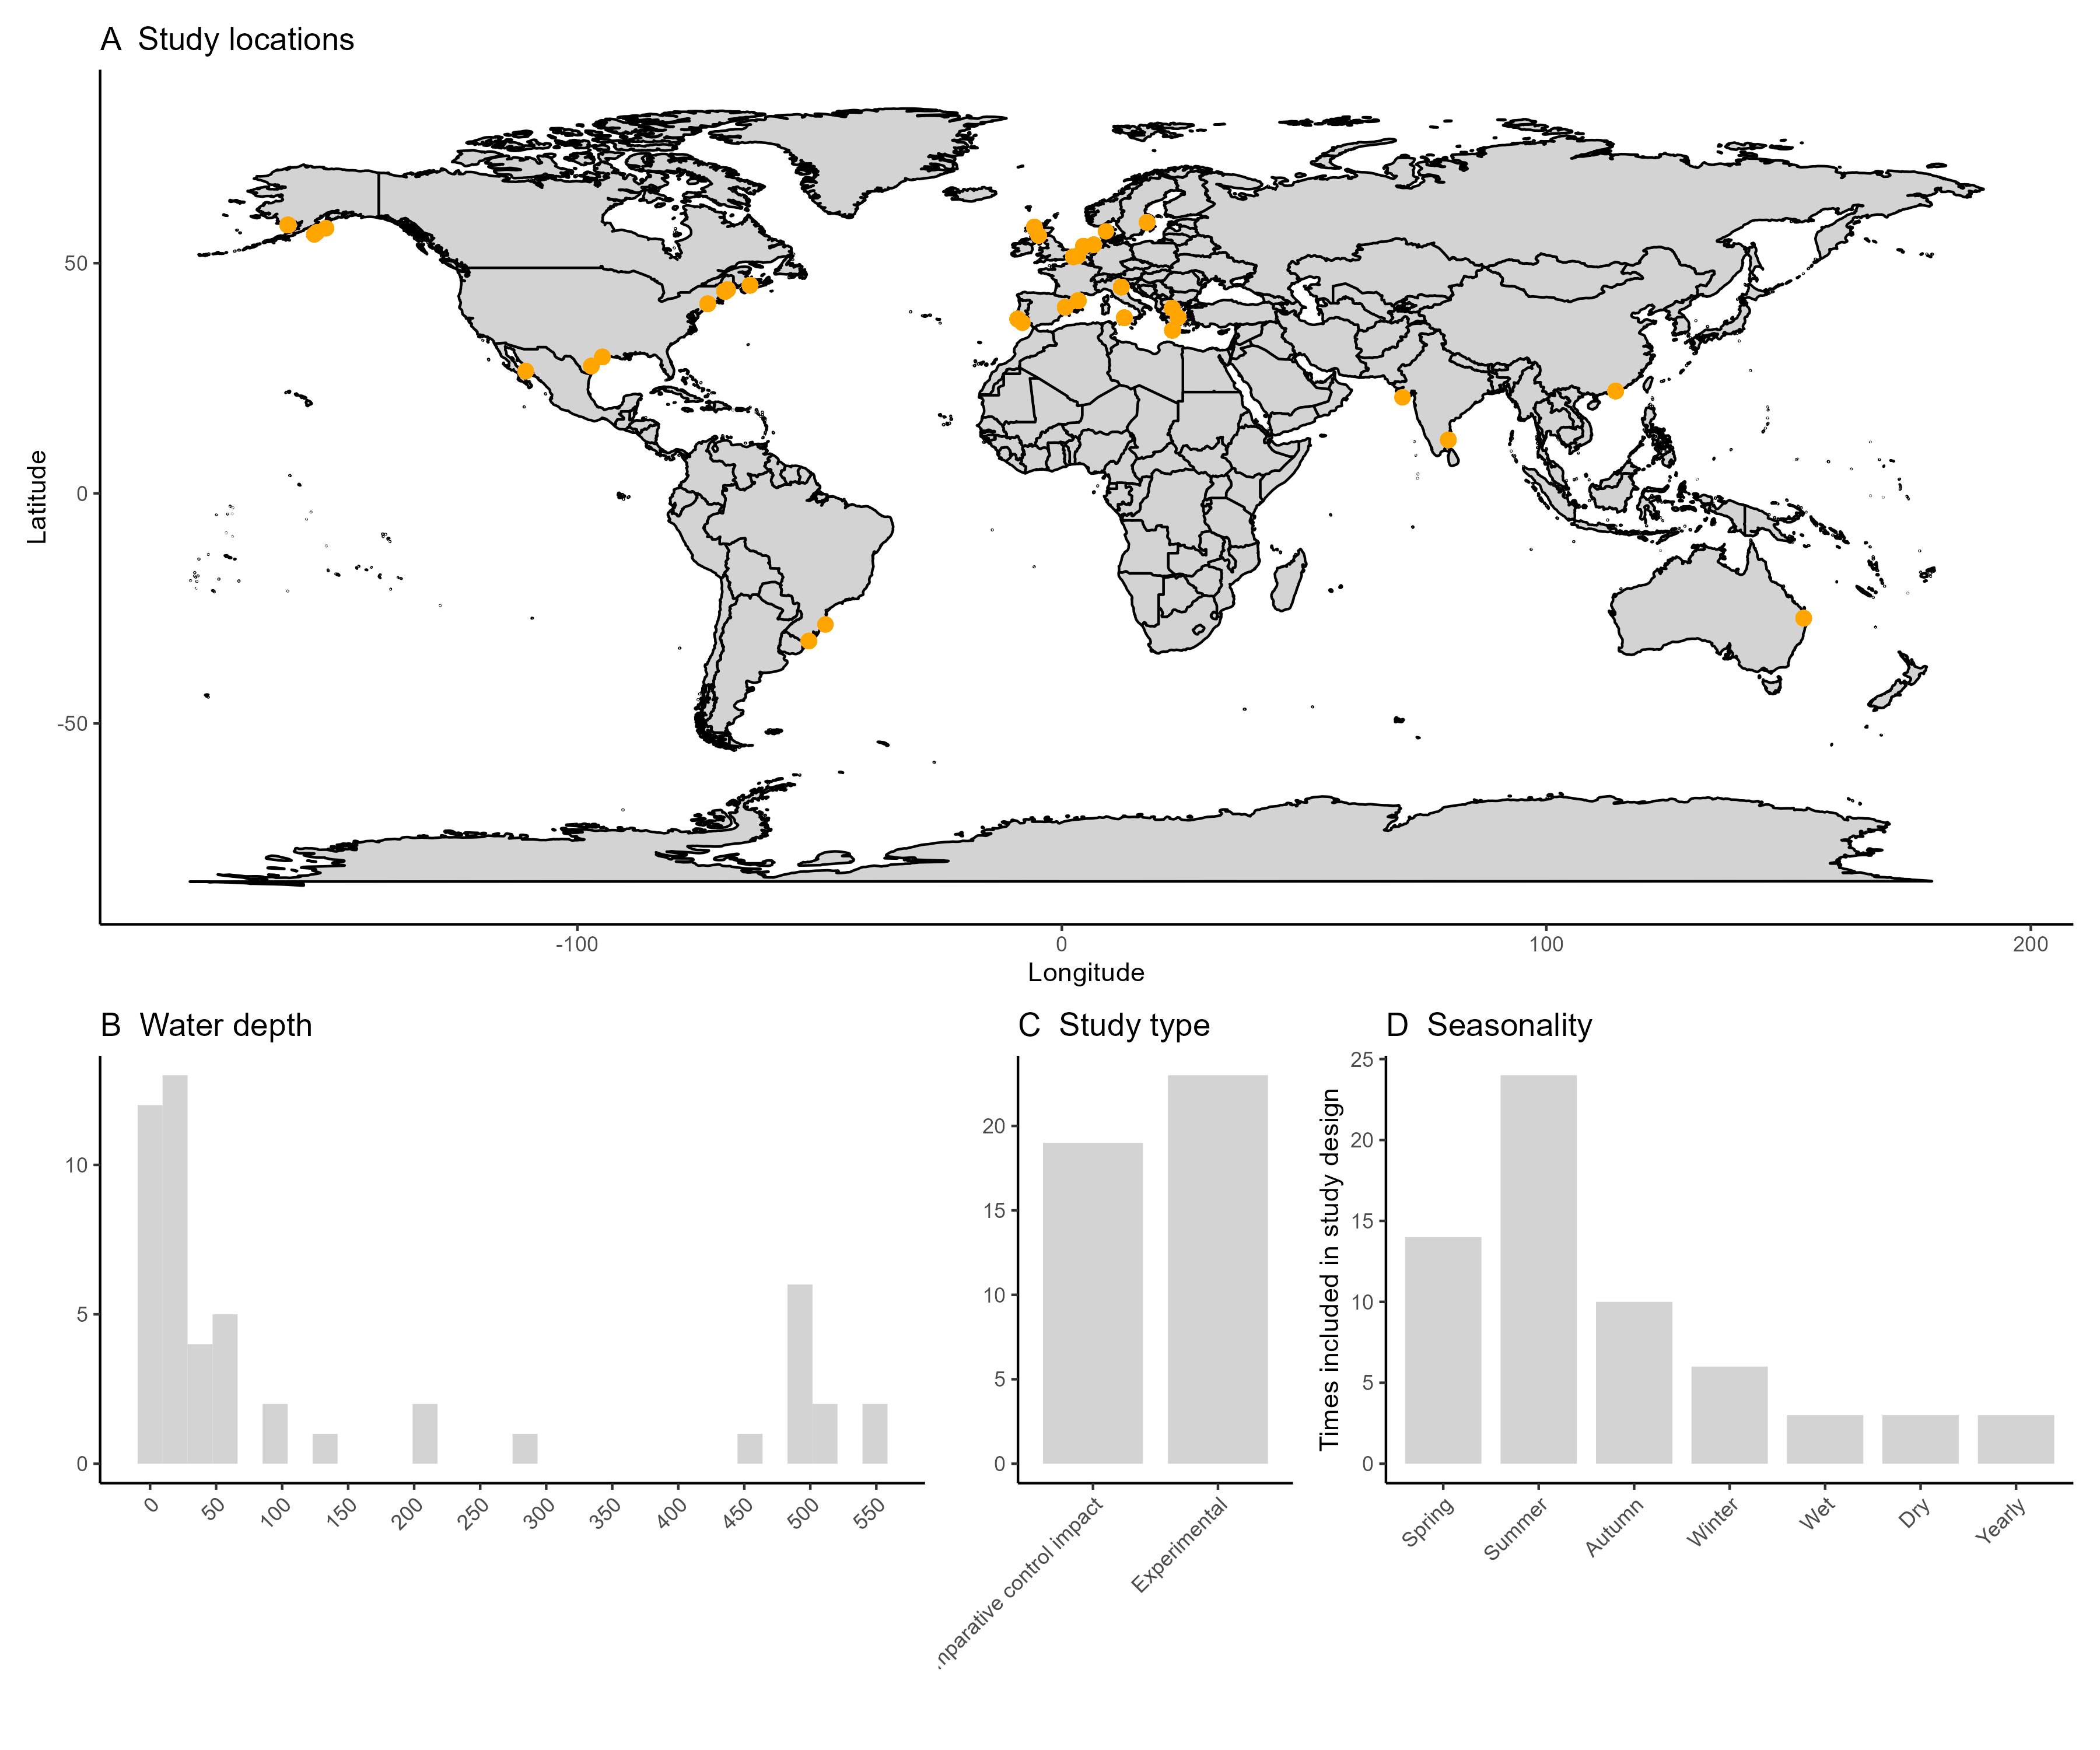 A Study locations
Latitude
50
0
-50
-100
0
100
200
Longitude
B Water depth
10
5
0
0
50
100
150
200
250
300
350
400
450
500
550
C Study type
20
15
10
5
0
control impact
Experimental
D Seasonality
Times included in study design
25
20
15
10
5
0
Spring
Summer
Autumn
Winter
Wet
Dry
Yearly